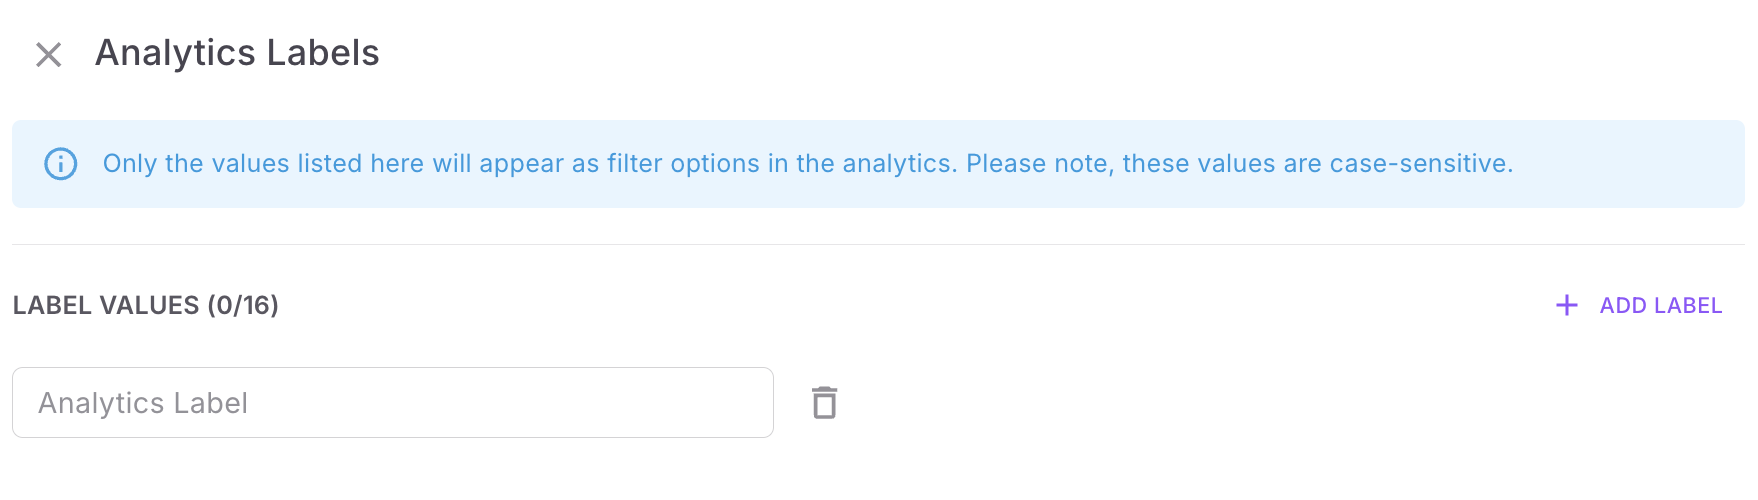 Analytics Labels
Only the values listed here will appear as filter options in the analytics. Please note, these values are case-sensitive.
LABEL VALUES (0/16)
ADD LABEL
Analytics Label